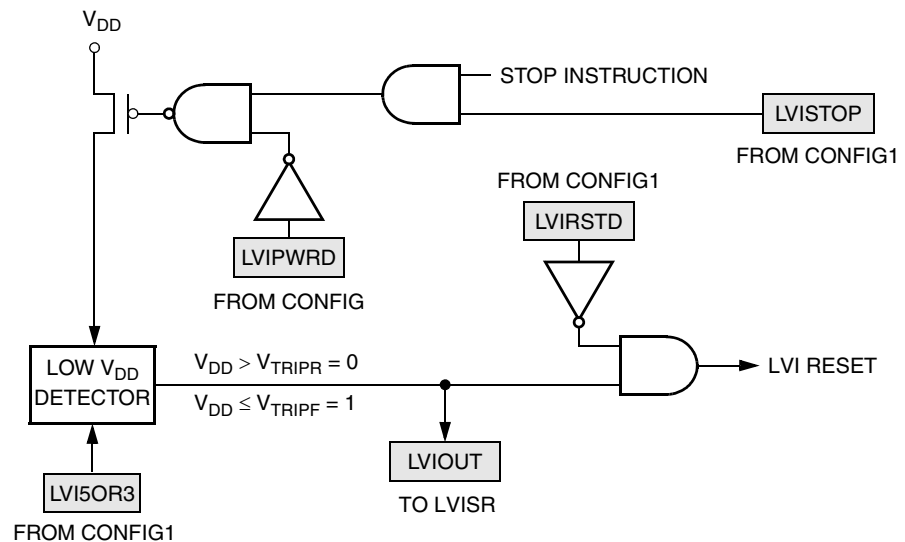 VDD
STOP INSTRUCTION
LVISTOP
FROM CONFIG1
FROM CONFIG1
LVIRSTD
LVIPWRD
FROM CONFIG
LOW VDD
DETECTOR
VDD > VTRIPR = 0
VDD ≤ VTRIPF = 1
LVI RESET
LVIOUT
TO LVISR
LVI5OR3
FROM CONFIG1